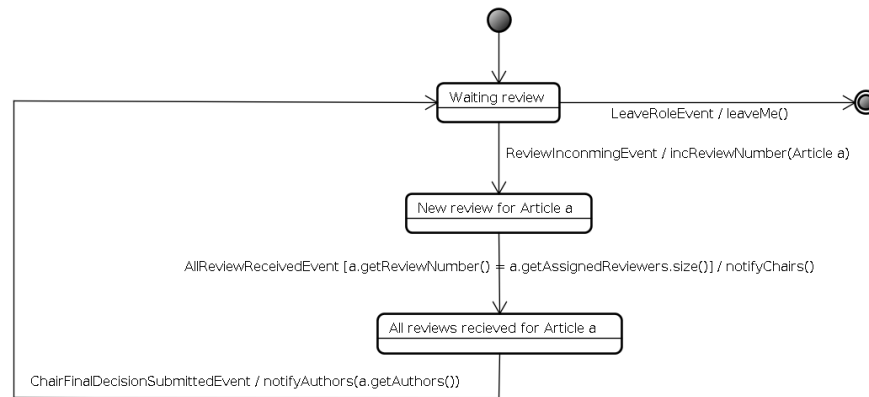 Waiting review
LeaveRoleEvent / leaveMe()
ReviewInconmingEvent / incReviewNumber(Article a)
New review for Article a
AllReviewReceivedEvent [a.getReviewNumber() = a.getAssignedReviewers.size()] / notifyChairs()
All reviews recieved for Article a
ChairFinalDecisionSubmittedEvent / notifyAuthors(a.getAuthors())